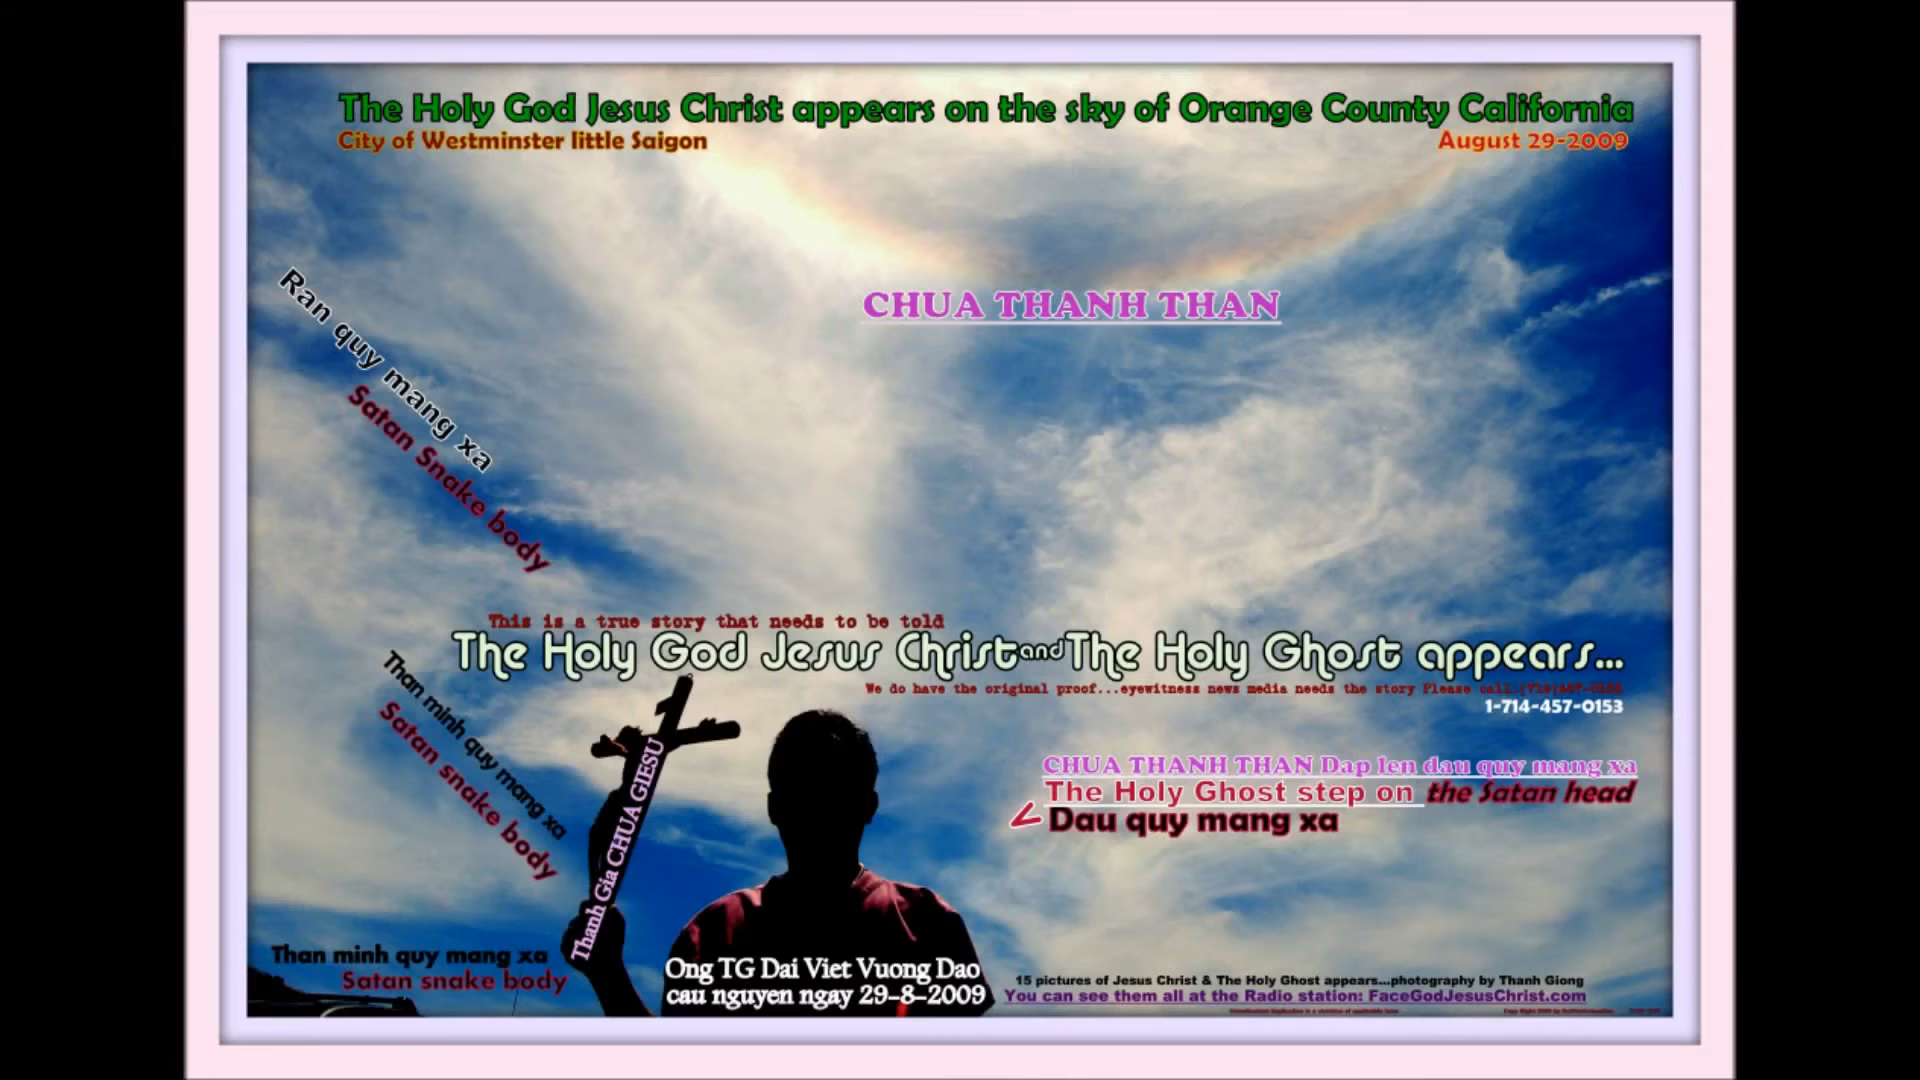 The Holy God Jesus Christ appears on the sky of Orange County California
City of Westminster little Saigon
August 29-2009
CHUA THANH THAN
Ran quy mang xa
Satan Snake body
This is a true story that needs to be told
The Holy God Jesus Christ and The Holy Ghost appears...
We do have the original proof...eyewitness news media needs the story Please call:
1-714-457-0153
Than minh quy mang xa
Satan snake body
Thanh Gia CHUA GIESU
CHUA THANH THAN Dap len dau quy mang xa
The Holy Ghost step on the Satan head
Dau quy mang xa
Than minh quy mang xa
Satan snake body
Ong TG Dai Viet Vuong Dao
cau nguyen ngay 29-8-2009
15 pictures of Jesus Christ & The Holy Ghost appears...photography by Thanh Giong
You can see them all at the Radio station: FaceGodJesusChrist.com